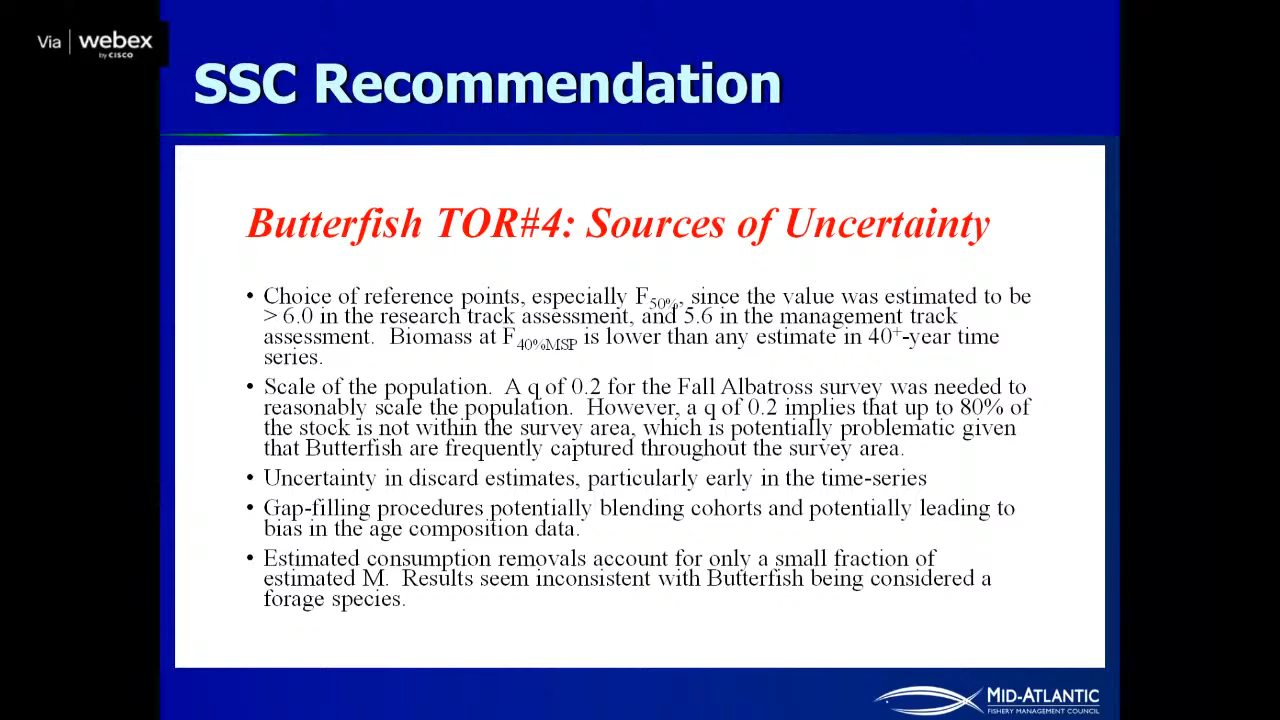 Via webex
by CISCO
SSC Recommendation
Butterfish TOR#4: Sources of Uncertainty
• Choice of reference points, especially F50%, since the value was estimated to be
> 6.0 in the research track assessment, and 5.6 in the management track
assessment. Biomass at F40%MSP is lower than any estimate in 40+-year time
series.
• Scale of the population. A q of 0.2 for the Fall Albatross survey was needed to
reasonably scale the population. However, a q of 0.2 implies that up to 80% of
the stock is not within the survey area, which is potentially problematic given
that Butterfish are frequently captured throughout the survey area.
• Uncertainty in discard estimates, particularly early in the time-series
• Gap-filling procedures potentially blending cohorts and potentially leading to
bias in the age composition data.
• Estimated consumption removals account for only a small fraction of
estimated M. Results seem inconsistent with Butterfish being considered a
forage species.
MID-ATLANTIC
FISHERY MANAGEMENT COUNCIL